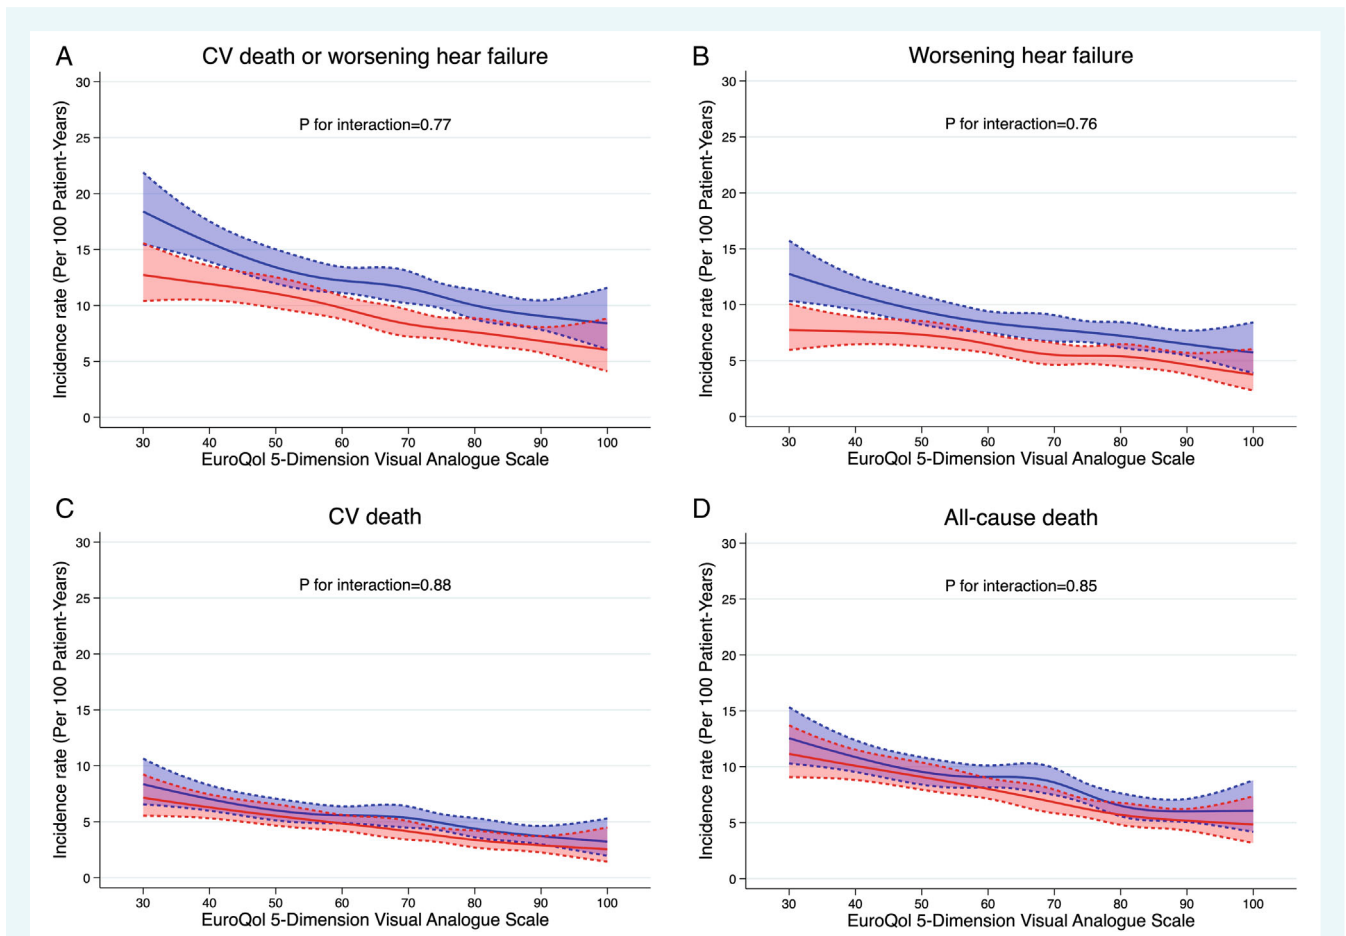 A
CV death or worsening hear failure
Incidence rate (Per 100 Patient-Years)
30
25
20
15
10
5
0
P for interaction=0.77
30 40 50 60 70 80 90 100
EuroQol 5-Dimension Visual Analogue Scale
B
Worsening hear failure
Incidence rate (Per 100 Patient-Years)
30
25
20
15
10
5
0
P for interaction=0.76
30 40 50 60 70 80 90 100
EuroQol 5-Dimension Visual Analogue Scale
C
CV death
Incidence rate (Per 100 Patient-Years)
30
25
20
15
10
5
0
P for interaction=0.88
30 40 50 60 70 80 90 100
EuroQol 5-Dimension Visual Analogue Scale
D
All-cause death
Incidence rate (Per 100 Patient-Years)
30
25
20
15
10
5
0
P for interaction=0.85
30 40 50 60 70 80 90 100
EuroQol 5-Dimension Visual Analogue Scale